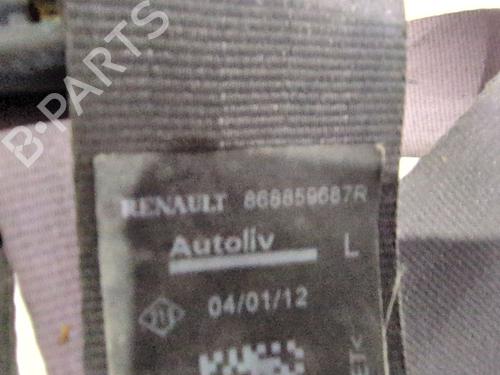 B-PARTS
RENAULT 868859687R
Autoliv L
04/01/12